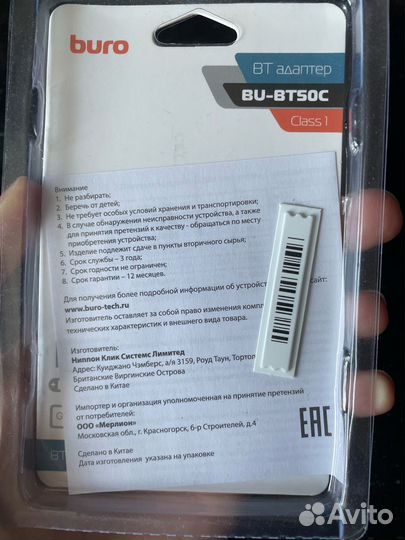 buro
BT адаптер
BU-BT50C
Class 1
Внимание
1. Не разбирать;
2. Беречь от детей;
3. Не требует особых условий хранения и транспортировки;
4. В случае обнаружения неисправности устройства, а также
для принятия претензий к качеству - обращаться по месту
приобретения устройства;
5. Изделие подлежит сдаче в пункты вторичного сырья;
6. Срок службы – 3 года;
7. Срок годности не ограничен;
8. Срок гарантии – 12 месяцев.
Для получения более подробной информации об устройст сайт:
www.buro-tech.ru
Изготовитель оставляет за собой право изменения компл
технических характеристик и внешнего вида товара.
Изготовитель:
Ниппон Клик Системс Лимитед
Адрес: Куиджано Чэмберс, а/я 3159, Роуд Таун, Тортол
Британские Виргинские Острова
Сделано в Китае
Импортер и организация уполномоченная на принятие претензий
от потребителей:
ООО «Мерлион»
Московская обл., г. Красногорск, б-р Строителей, д.4
Сделано в Китае
Дата изготовления указана на упаковке
EAC
BT
Avito